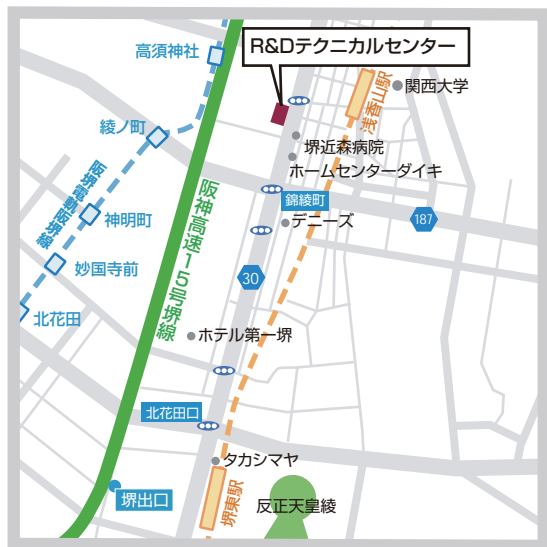 R&Dテクニカルセンター
高須神社
浅香山駅
関西大学
綾ノ町
堺近森病院
ホームセンターダイキ
阪堺電軌阪堺線
錦綾町
神明町
デニーズ
187
阪神高速15号堺線
妙国寺前
30
北花田
ホテル第一堺
北花田口
タカシマヤ
堺出口
堺東駅
反正天皇綾